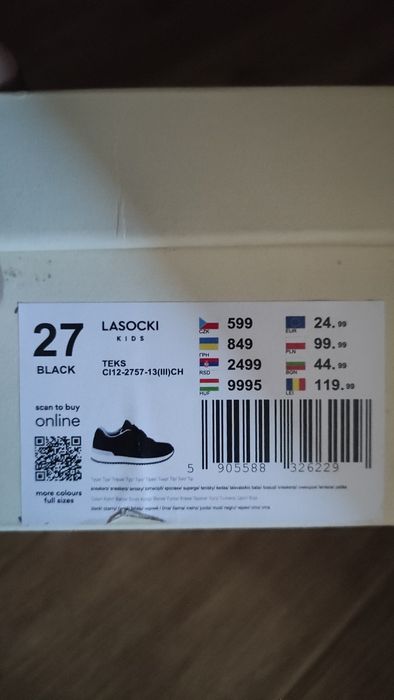 27
BLACK
LASOCKI
KIDS
TEKS
CI12-2757-13(III)CH
CZK 599
ГРН 849
RSD 2499
HUF 9995
EUR 24.99
PLN 99.99
BGN 44.99
LEI 119.99
scan to buy
online
more colours
full sizes
5 905588 326229